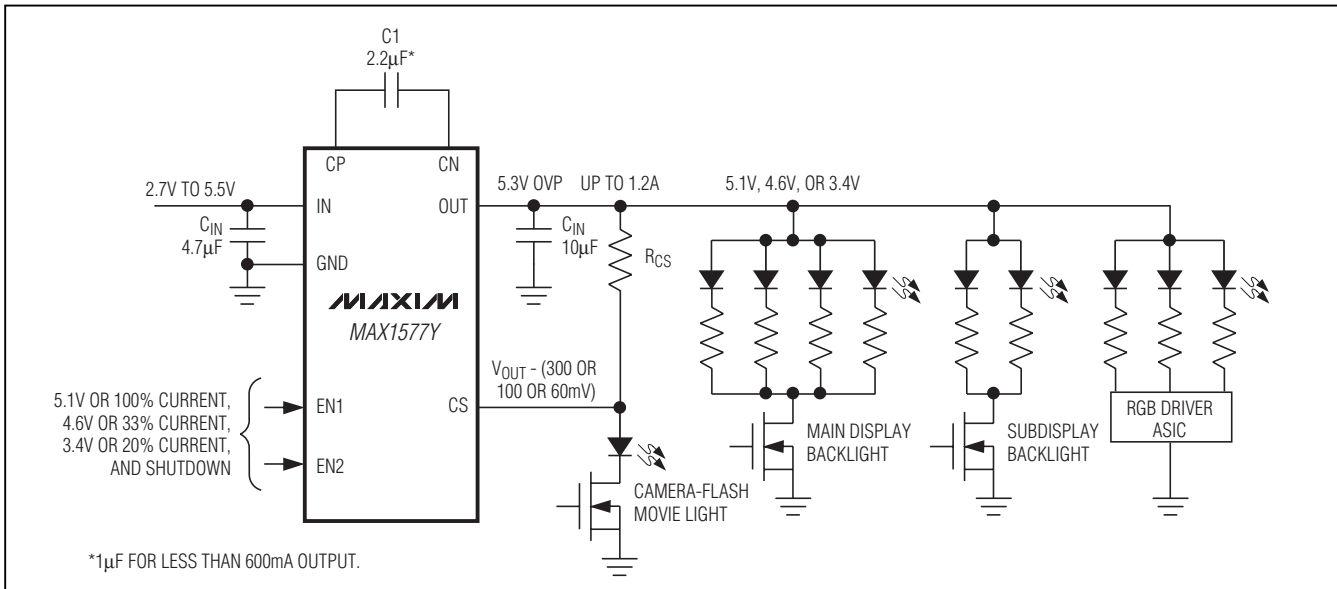 C1
2.2µF*
CP
CN
2.7V TO 5.5V
IN
OUT
5.3V OVP
UP TO 1.2A
5.1V, 4.6V, OR 3.4V
CIN
4.7µF
GND
CIN
10µF
RCS
MAXIM
MAX1577Y
VOUT - (300 OR
100 OR 60mV)
5.1V OR 100% CURRENT,
4.6V OR 33% CURRENT,
3.4V OR 20% CURRENT,
AND SHUTDOWN
EN1
EN2
CS
CAMERA-FLASH
MOVIE LIGHT
MAIN DISPLAY
BACKLIGHT
SUBDISPLAY
BACKLIGHT
RGB DRIVER
ASIC
*1µF FOR LESS THAN 600mA OUTPUT.